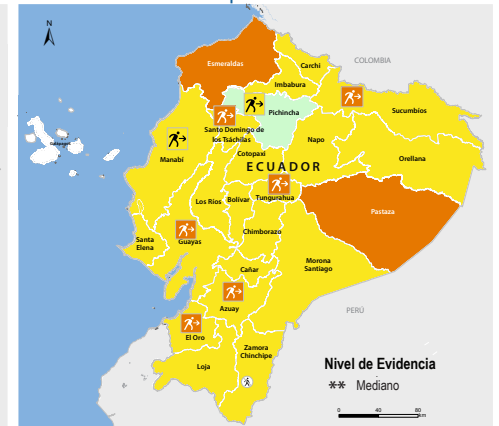 N
COLOMBIA
Esmeraldas
Carchi
Imbabura
Pichincha
Sucumbíos
Santo Domingo de
los Tsáchilas
Napo
Orellana
Manabí
Cotopaxi
ECUADOR
Los Ríos
Bolívar
Tungurahua
Pastaza
Santa
Elena
Guayas
Chimborazo
Morona
Santiago
Cañar
Azuay
PERÚ
El Oro
Zamora
Chinchipe
Loja
Nivel de Evidencia
** Mediano
0 40 80
km